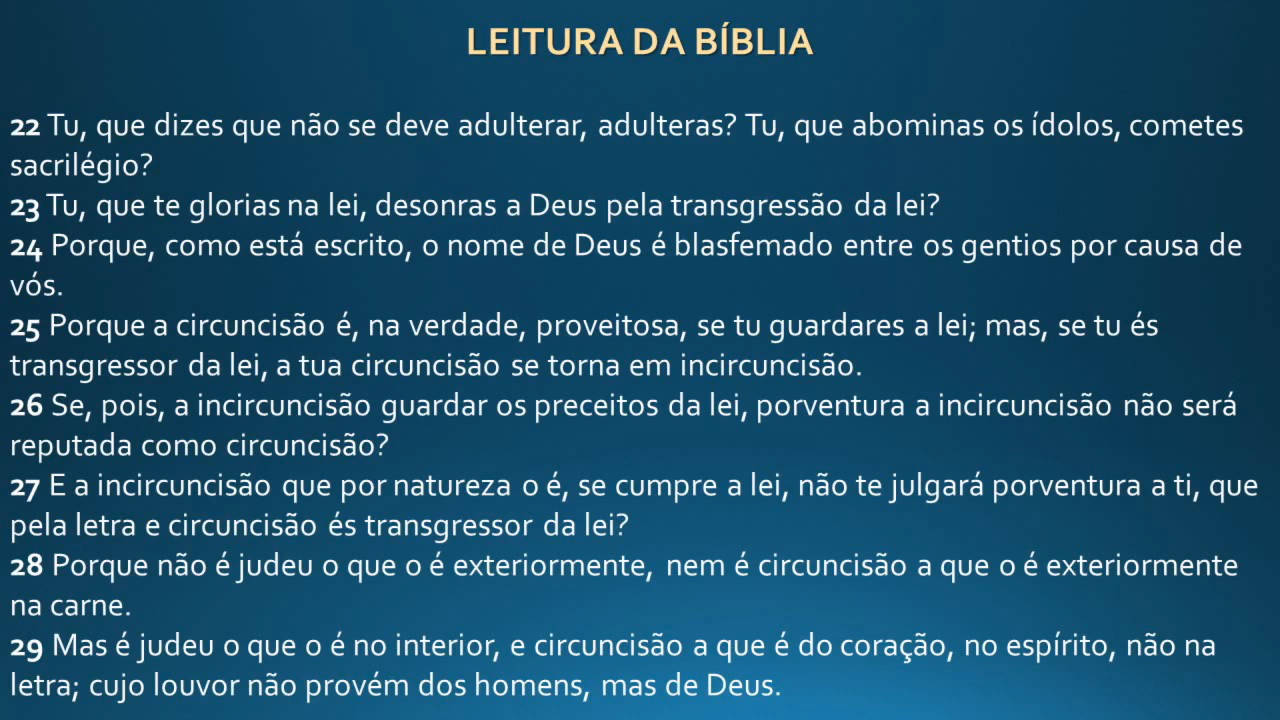 LEITURA DA BÍBLIA
22 Tu, que dizes que não se deve adulterar, adulteras? Tu, que abominas os ídolos, cometes
sacrilégio?
23 Tu, que te glorias na lei, desonras a Deus pela transgressão da lei?
24 Porque, como está escrito, o nome de Deus é blasfemado entre os gentios por causa de
vós.
25 Porque a circuncisão é, na verdade, proveitosa, se tu guardares a lei; mas, se tu és
transgressor da lei, a tua circuncisão se torna em incircuncisão.
26 Se, pois, a incircuncisão guardar os preceitos da lei, porventura a incircuncisão não será
reputada como circuncisão?
27 E a incircuncisão que por natureza o é, se cumpre a lei, não te julgará porventura a ti, que
pela letra e circuncisão és transgressor da lei?
28 Porque não é judeu o que o é exteriormente, nem é circuncisão a que o é exteriormente
na carne.
29 Mas é judeu o que o é no interior, e circuncisão a que é do coração, no espírito, não na
letra; cujo louvor não provém dos homens, mas de Deus.